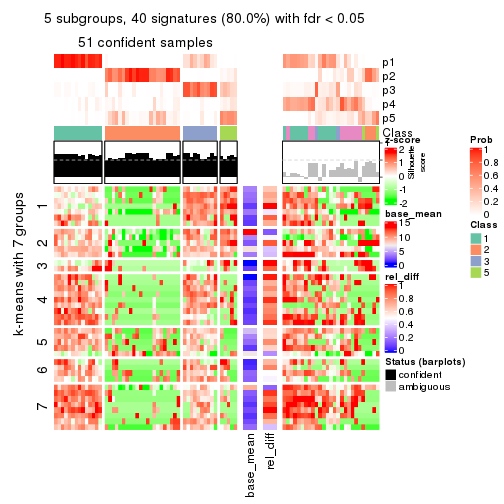 5 subgroups, 40 signatures (80.0%) with fdr < 0.05
51 confident samples
p1
p2
p3
p4
p5
Class
Silhouette
score
1
2
3
4
5
6
7
k-means with 7 groups
base_mean
rel_diff
z-score
2
1
0
-1
-2
base_mean
15
10
5
0
rel_diff
1
0.8
0.6
0.4
0.2
0
Status (barplots)
confident
ambiguous
Prob
1
0.8
0.6
0.4
0.2
0
Class
1
2
3
5